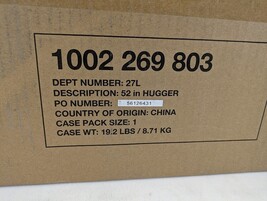 1002 269 803
DEPT NUMBER: 27L
DESCRIPTION: 52 in HUGGER
PO NUMBER: 56126431
COUNTRY OF ORIGIN: CHINA
CASE PACK SIZE: 1
CASE WT: 19.2 LBS / 8.71 KG